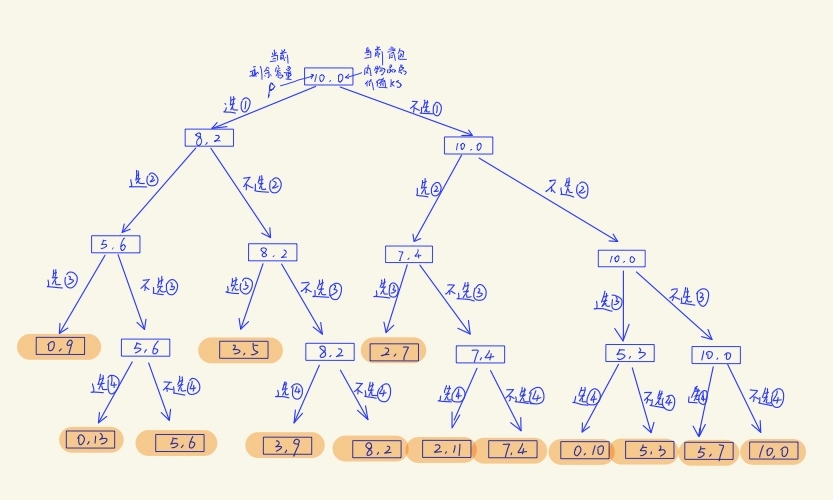 当前
剩余容量
P
10.0
当前背包
内物品总
价值 ks
选①
不选①
8.2
10.0
选②
不选②
选②
不选②
5.6
8.2
7.4
10.0
选③
不选③
选③
不选③
选③
不选③
选③
不选③
0.9
5.6
3.5
8.2
2.7
7.4
5.3
10.0
选④
不选④
选④
不选④
选④
不选④
选④
不选④
选④
不选④
0.13
5.6
3.9
8.2
2.11
7.4
0.10
5.3
5.7
10.0